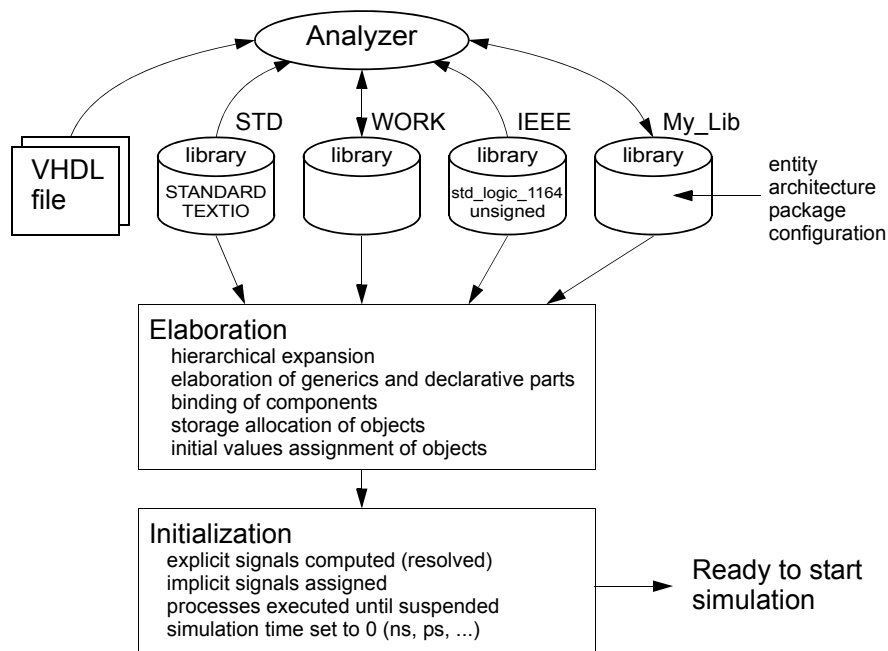 Analyzer
STD
WORK
IEEE
My_Lib
VHDL
file
library
STANDARD
TEXTIO
library
library
std_logic_1164
unsigned
library
entity
architecture
package
configuration
Elaboration
hierarchical expansion
elaboration of generics and declarative parts
binding of components
storage allocation of objects
initial values assignment of objects
Initialization
explicit signals computed (resolved)
implicit signals assigned
processes executed until suspended
simulation time set to 0 (ns, ps, ...)
Ready to start
simulation